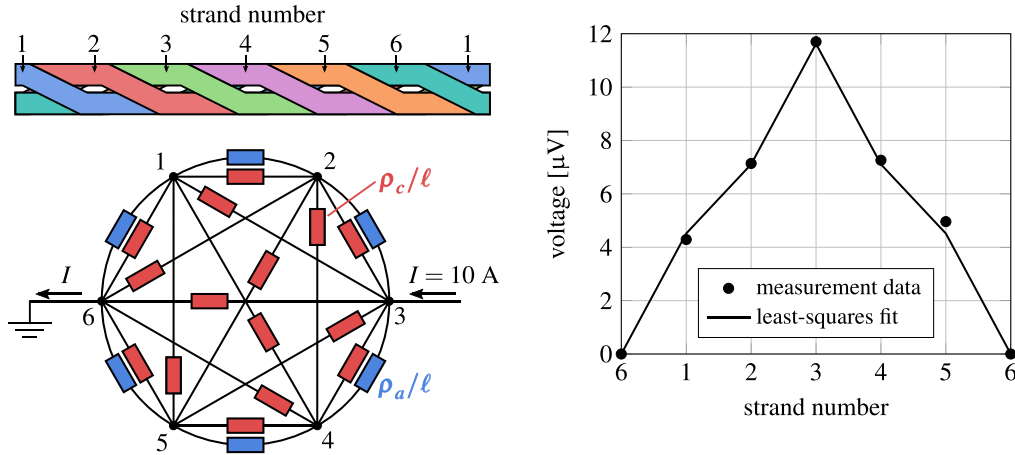 strand number
1 2 3 4 5 6 1
1 2
ρc/ℓ
I I = 10 A
6 3
ρa/ℓ
5 4
12
10
8
6
4
2
0
voltage [µV]
measurement data
least-squares fit
6 1 2 3 4 5 6
strand number